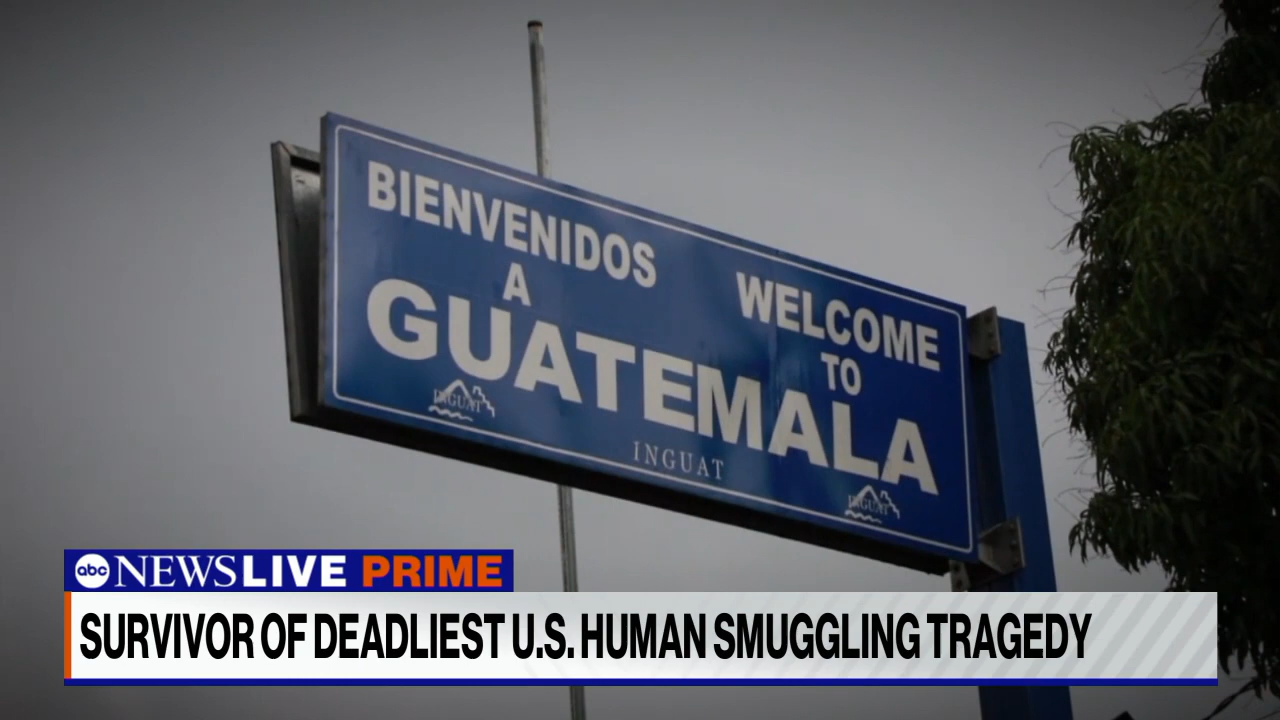 BIENVENIDOS
A
WELCOME
TO
GUATEMALA
INGUAT
INGUAT
INGUAT
abc NEWS LIVE PRIME
SURVIVOR OF DEADLIEST U.S. HUMAN SMUGGLING TRAGEDY